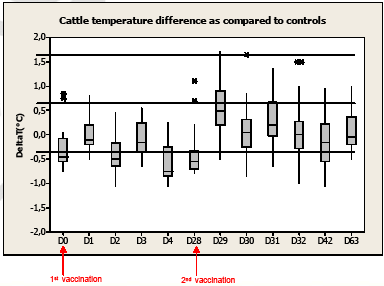 Cattle temperature difference as compared to controls
DeltaT(°C)
2,0
1,5
1,0
0,5
0,0
-0,5
-1,0
-1,5
-2,0
D0 D1 D2 D3 D4 D28 D29 D30 D31 D32 D42 D63
1st vaccination 2nd vaccination